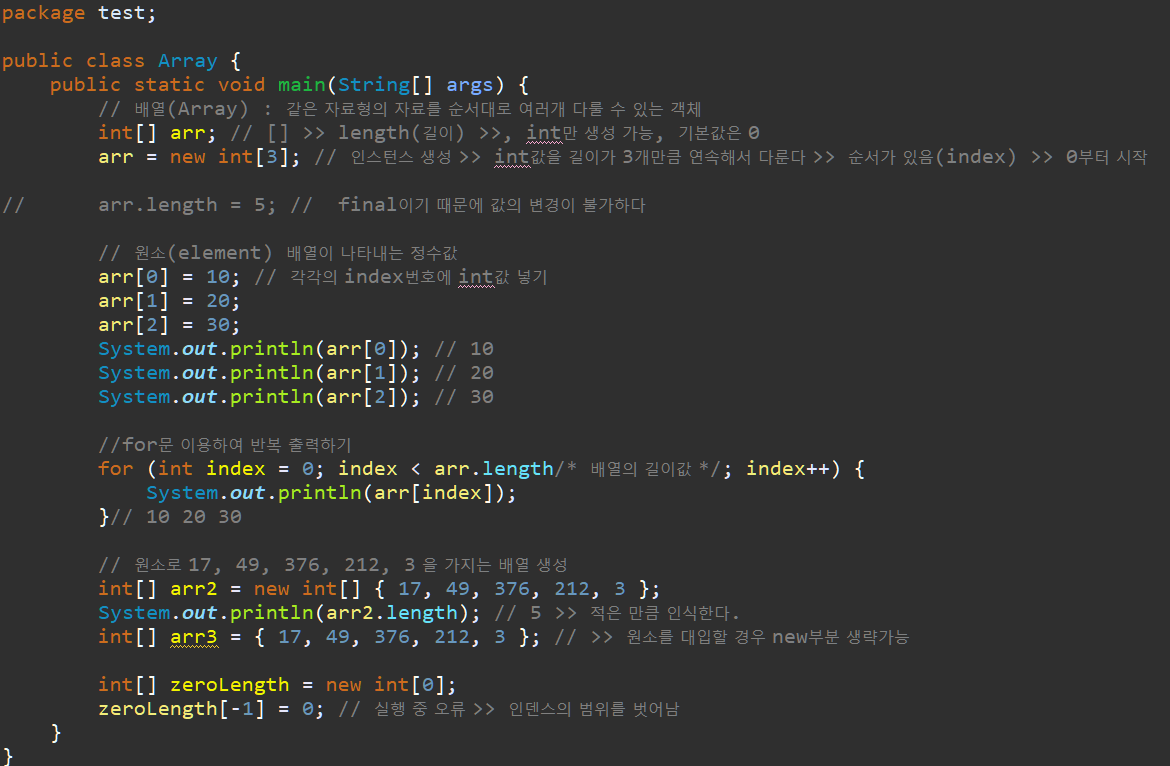 package test;
public class Array {
public static void main(String[] args) {
// 배열(Array) : 같은 자료형의 자료를 순서대로 여러개 다룰 수 있는 객체
int[] arr; // [] >> length(길이) >>, int만 생성 가능, 기본값은 0
arr = new int[3]; // 인스턴스 생성 >> int값을 길이가 3개만큼 연속해서 다룬다 >> 순서가 있음(index) >> 0부터 시작
// arr.length = 5; // final이기 때문에 값의 변경이 불가하다
// 원소(element) 배열이 나타내는 정수값
arr[0] = 10; // 각각의 index번호에 int값 넣기
arr[1] = 20;
arr[2] = 30;
System.out.println(arr[0]); // 10
System.out.println(arr[1]); // 20
System.out.println(arr[2]); // 30
//for문 이용하여 반복 출력하기
for (int index = 0; index < arr.length/* 배열의 길이값 */; index++) {
System.out.println(arr[index]);
}// 10 20 30
// 원소로 17, 49, 376, 212, 3 을 가지는 배열 생성
int[] arr2 = new int[] { 17, 49, 376, 212, 3 };
System.out.println(arr2.length); // 5 >> 적은 만큼 인식한다.
int[] arr3 = { 17, 49, 376, 212, 3 }; // >> 원소를 대입할 경우 new부분 생략가능
int[] zeroLength = new int[0];
zeroLength[-1] = 0; // 실행 중 오류 >> 인덴스의 범위를 벗어남
}
}